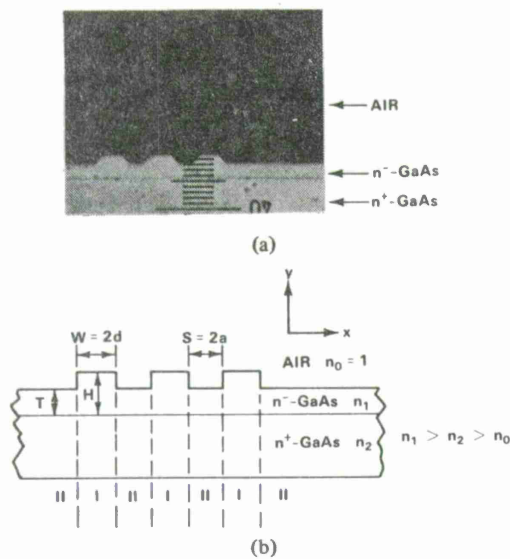 AIR
n⁻-GaAs
n⁺-GaAs
40
(a)
y
x
W = 2d
S = 2a
AIR n₀ = 1
T
H
n⁻-GaAs n₁
n⁺-GaAs n₂
n₁ > n₂ > n₀
II I II I II I II
(b)